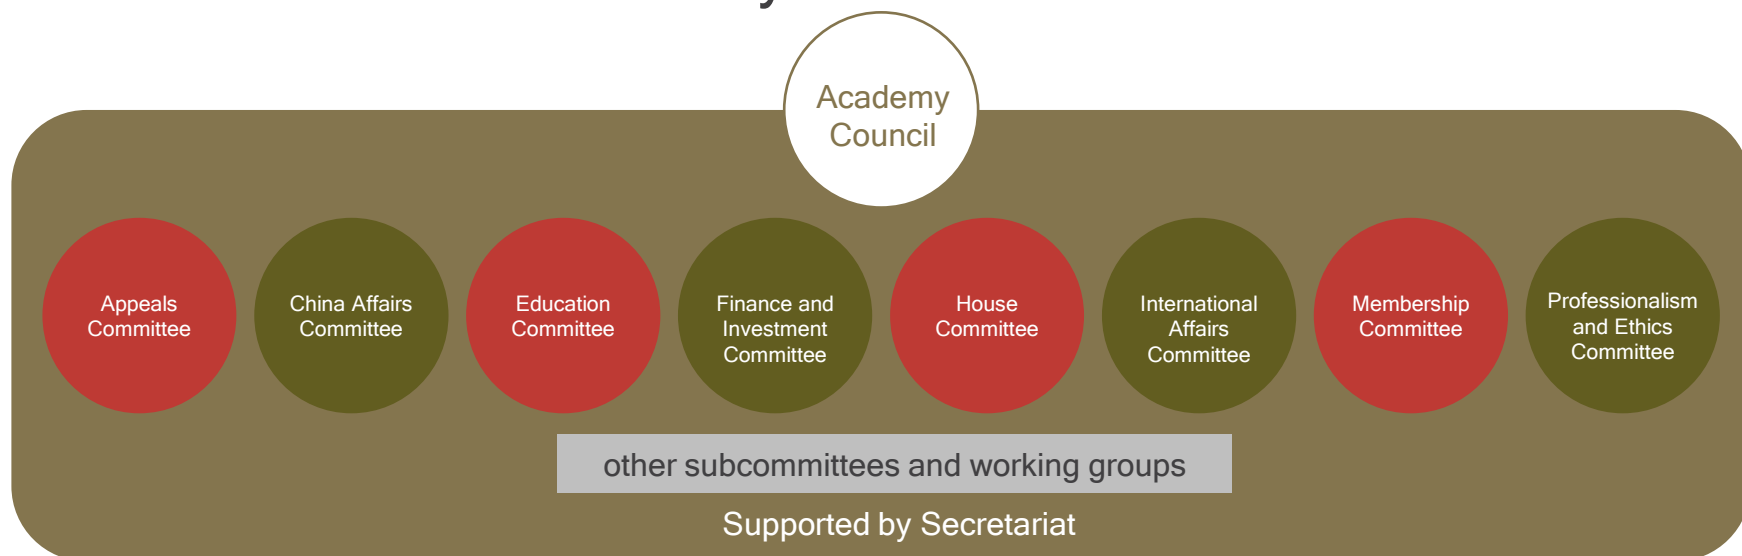 Academy
Council
Appeals
Committee
China Affairs
Committee
Education
Committee
Finance and
Investment
Committee
House
Committee
International
Affairs
Committee
Membership
Committee
Professionalism
and Ethics
Committee
other subcommittees and working groups
Supported by Secretariat